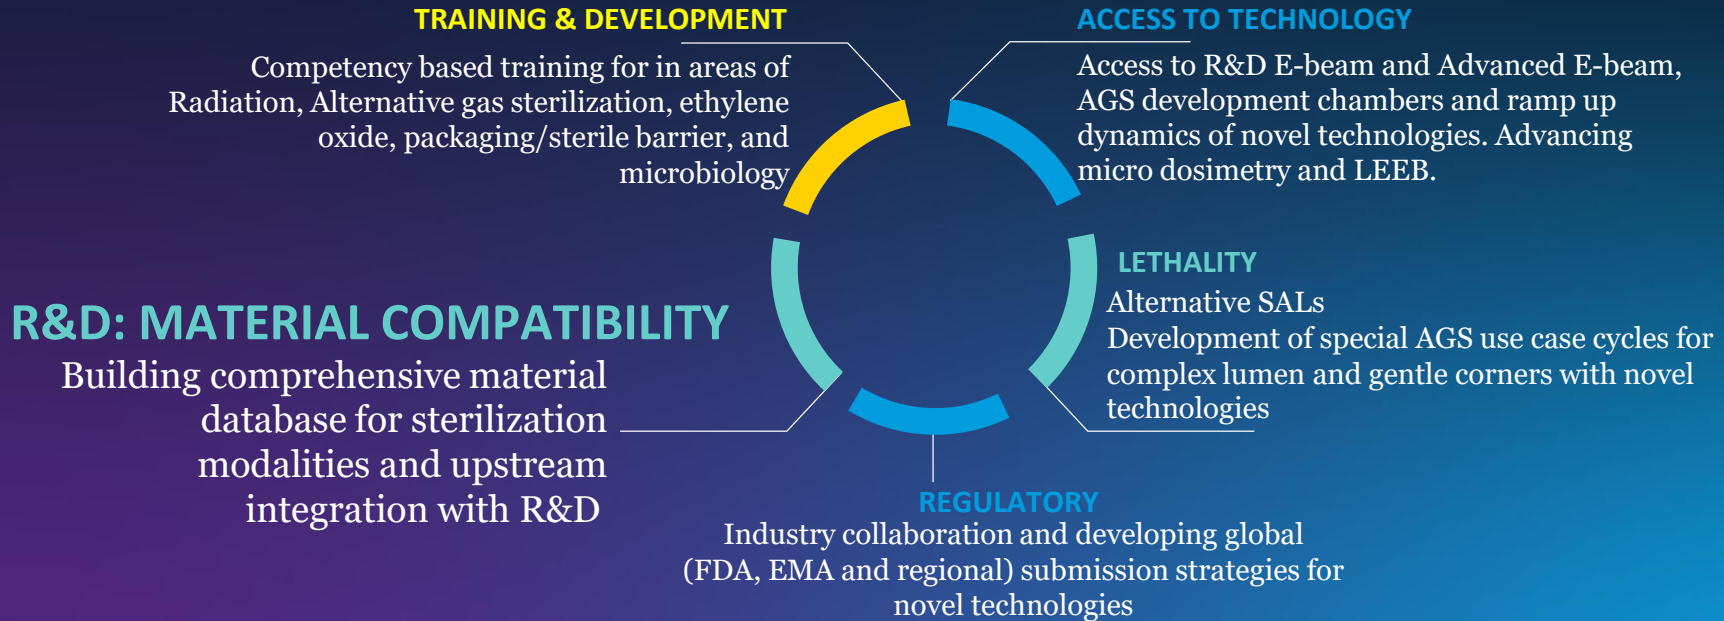 TRAINING & DEVELOPMENT
Competency based training for in areas of
Radiation, Alternative gas sterilization, ethylene
oxide, packaging/sterile barrier, and
microbiology
ACCESS TO TECHNOLOGY
Access to R&D E-beam and Advanced E-beam,
AGS development chambers and ramp up
dynamics of novel technologies. Advancing
micro dosimetry and LEEB.
LETHALITY
Alternative SALs
Development of special AGS use case cycles for
complex lumen and gentle corners with novel
technologies
R&D: MATERIAL COMPATIBILITY
Building comprehensive material
database for sterilization
modalities and upstream
integration with R&D
REGULATORY
Industry collaboration and developing global
(FDA, EMA and regional) submission strategies for
novel technologies